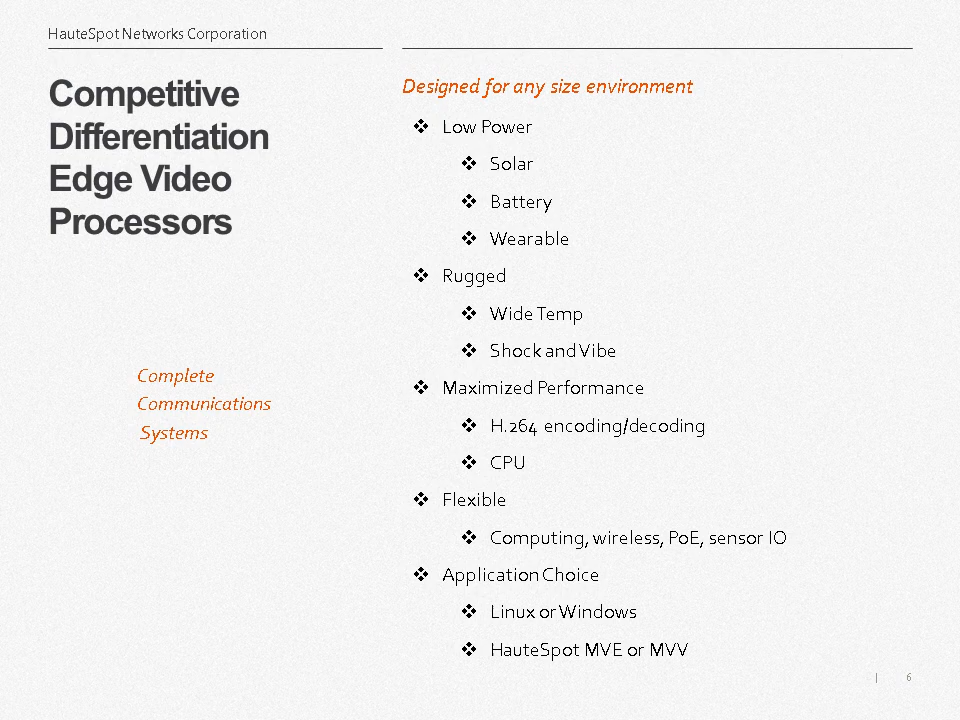 HauteSpot Networks Corporation
Competitive
Differentiation
Edge Video
Processors
Complete
Communications
Systems
Designed for any size environment
❖ Low Power
❖ Solar
❖ Battery
❖ Wearable
❖ Rugged
❖ Wide Temp
❖ Shock and Vibe
❖ Maximized Performance
❖ H.264 encoding/decoding
❖ CPU
❖ Flexible
❖ Computing, wireless, PoE, sensor IO
❖ Application Choice
❖ Linux or Windows
❖ HauteSpot MVE or MVV
| 6